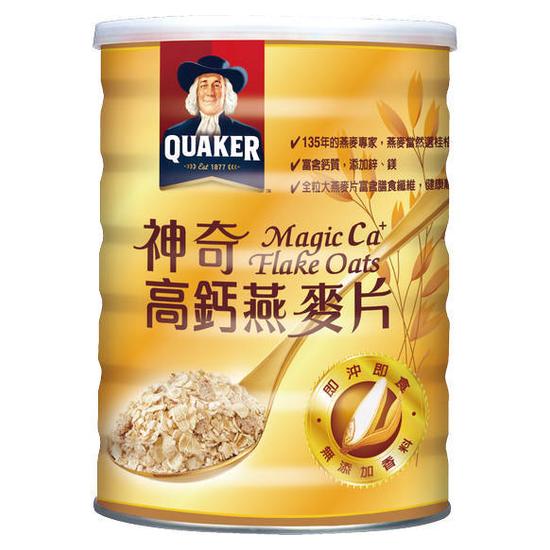 QUAKER
Est 1877
135年的燕麥專家，燕麥當然選桂格
富含鈣質，添加鋅、鎂
全粒大燕麥片富含膳食纖維，健康
神奇
Magic Ca+
Flake Oats
高鈣燕麥片
即沖即食
無添加香料